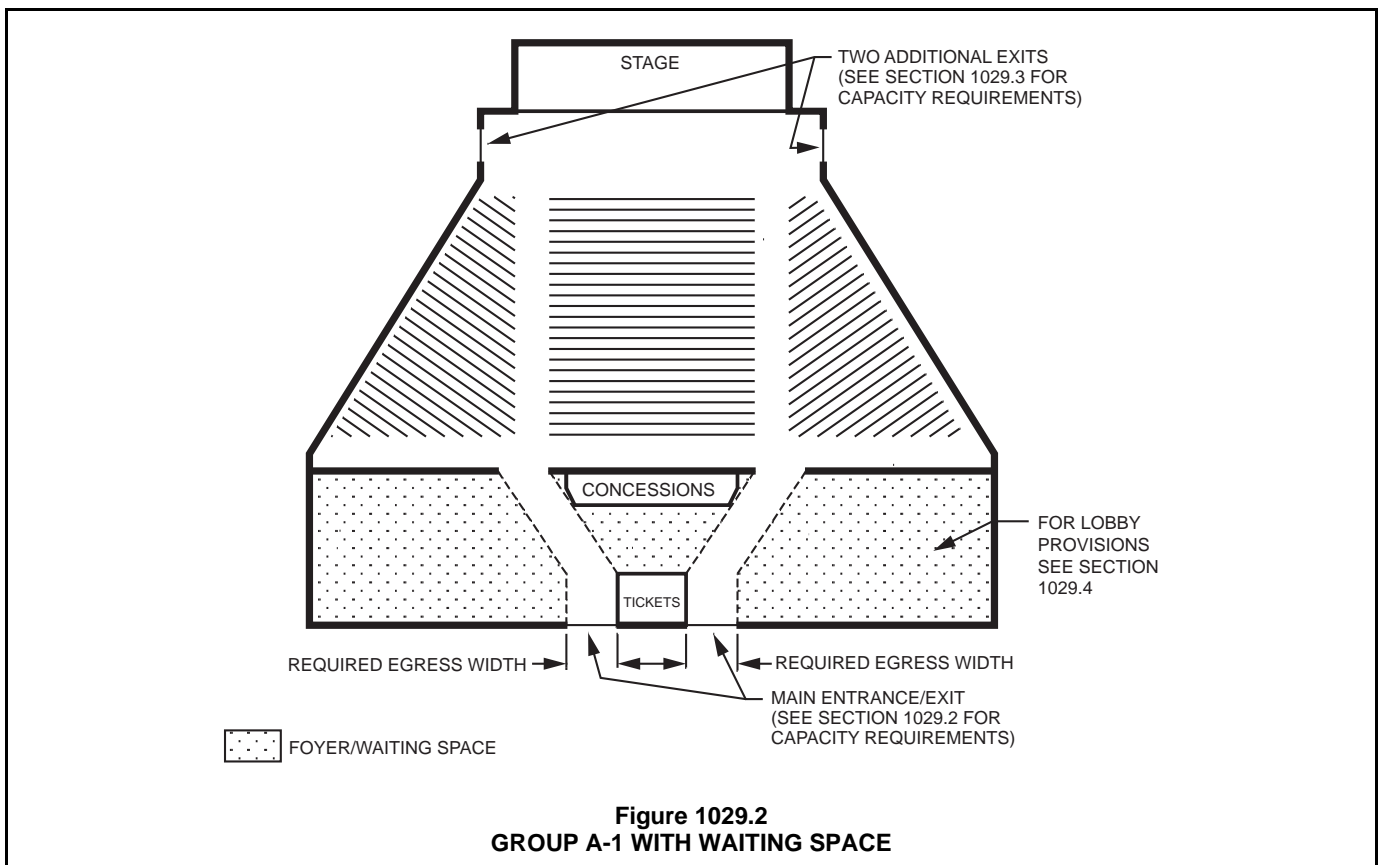 STAGE
TWO ADDITIONAL EXITS
(SEE SECTION 1029.3 FOR
CAPACITY REQUIREMENTS)
CONCESSIONS
FOR LOBBY
PROVISIONS
SEE SECTION
1029.4
TICKETS
REQUIRED EGRESS WIDTH
REQUIRED EGRESS WIDTH
MAIN ENTRANCE/EXIT
(SEE SECTION 1029.2 FOR
CAPACITY REQUIREMENTS)
FOYER/WAITING SPACE
Figure 1029.2
GROUP A-1 WITH WAITING SPACE